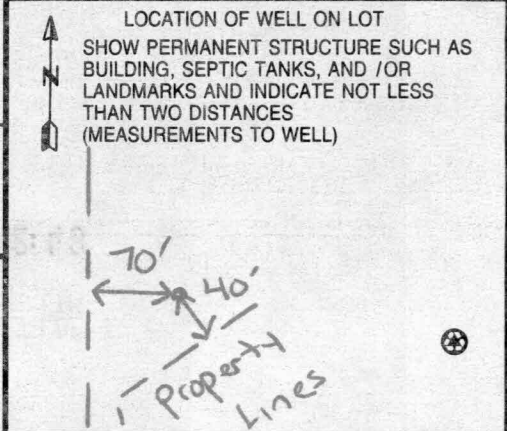 LOCATION OF WELL ON LOT
SHOW PERMANENT STRUCTURE SUCH AS
BUILDING, SEPTIC TANKS, AND /OR
LANDMARKS AND INDICATE NOT LESS
THAN TWO DISTANCES
(MEASUREMENTS TO WELL)
N
70'
40'
property
Lines